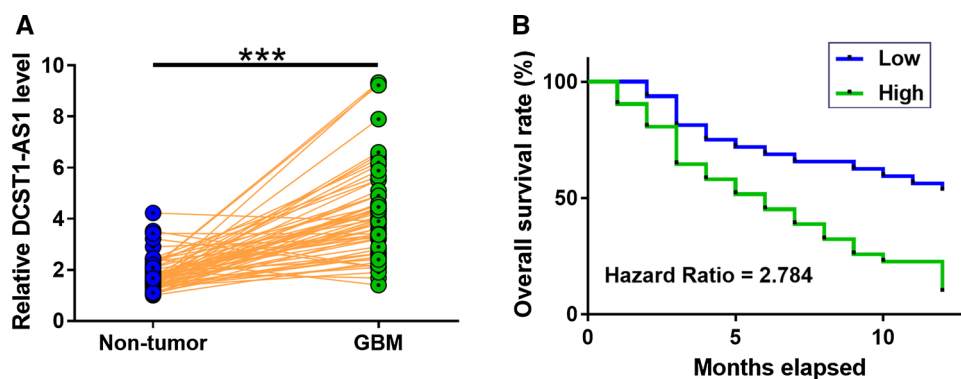 A
***
Relative DCST1-AS1 level
10
8
6
4
2
0
Non-tumor
GBM
B
Low
High
Overall survival rate (%)
100
50
0
Hazard Ratio = 2.784
0
5
10
Months elapsed